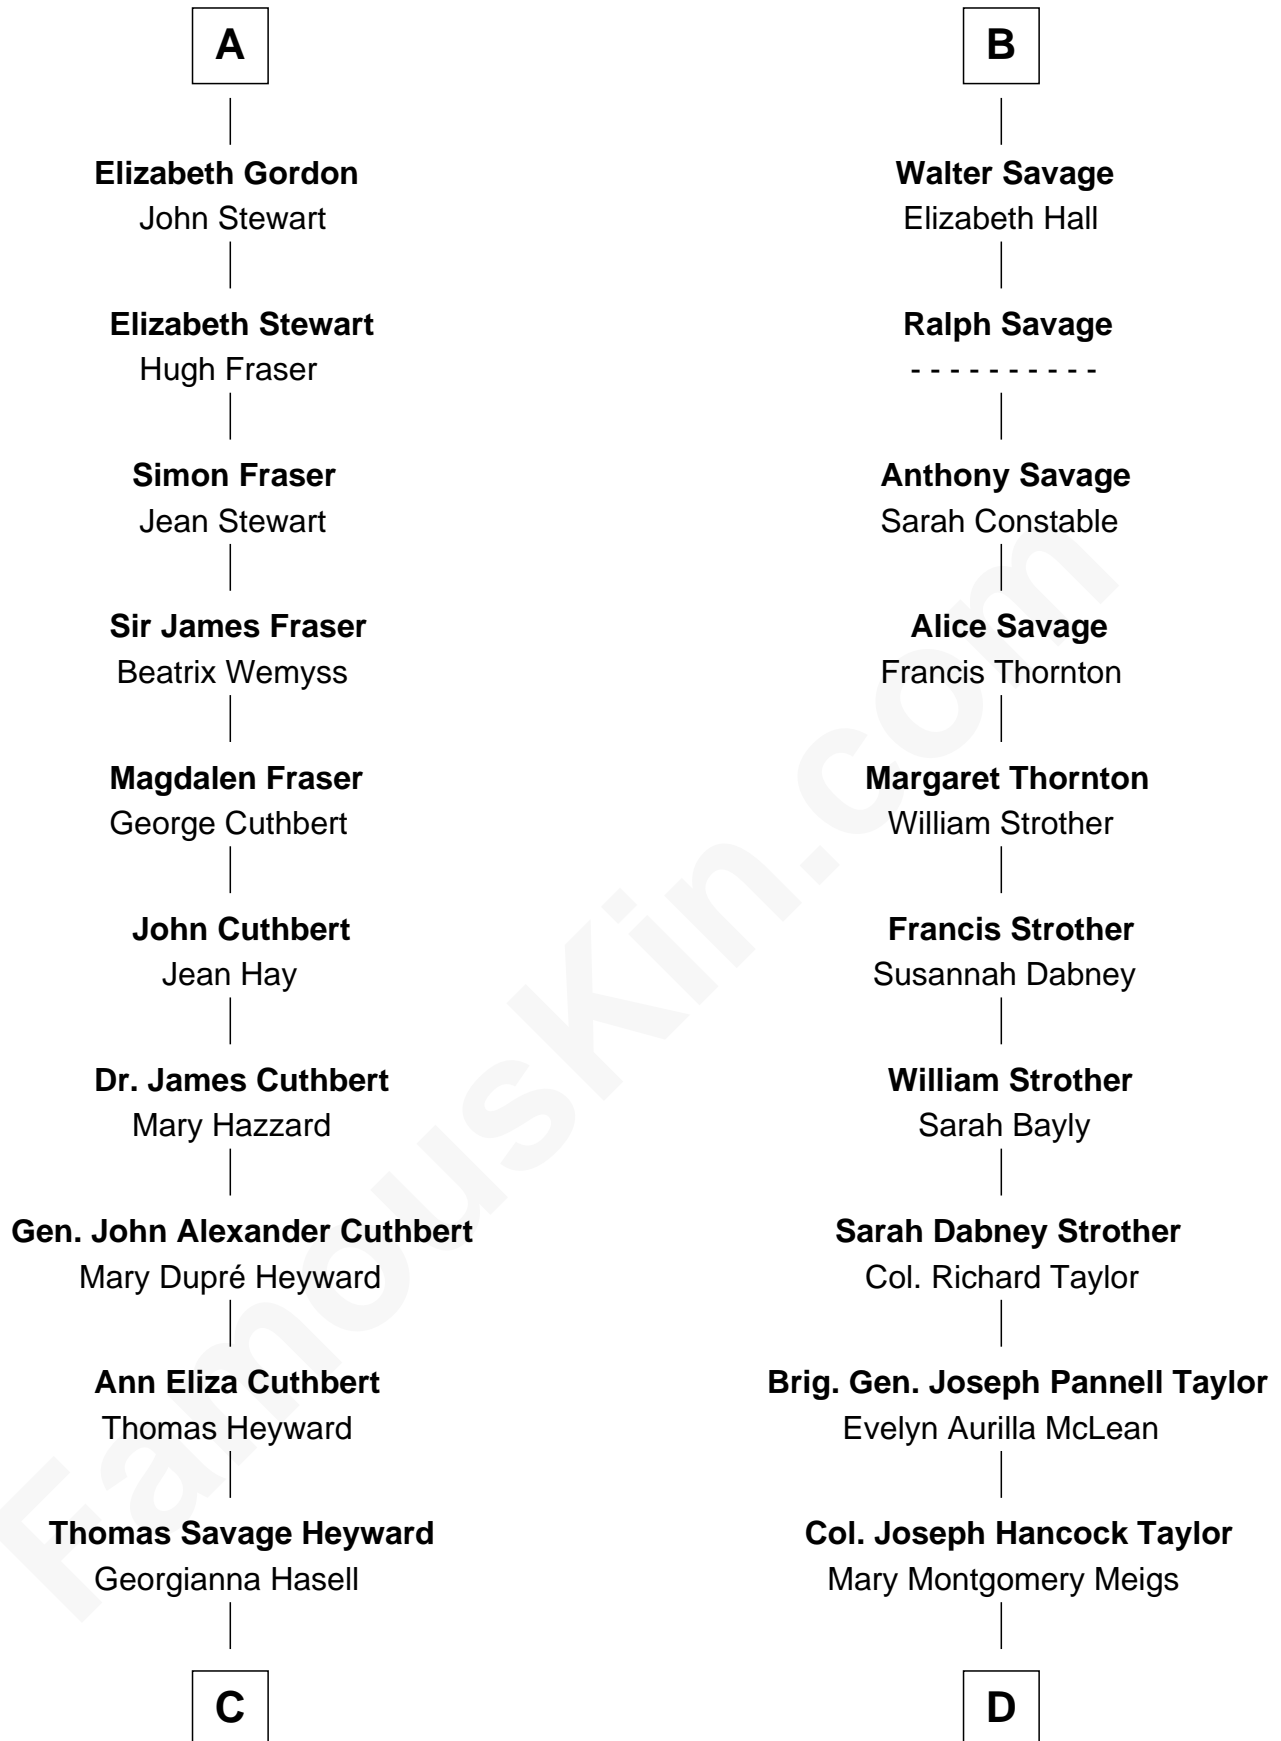 A
Elizabeth Gordon
John Stewart
Elizabeth Stewart
Hugh Fraser
Simon Fraser
Jean Stewart
Sir James Fraser
Beatrix Wemyss
Magdalen Fraser
George Cuthbert
John Cuthbert
Jean Hay
Dr. James Cuthbert
Mary Hazzard
Gen. John Alexander Cuthbert
Mary Dupré Heyward
Ann Eliza Cuthbert
Thomas Heyward
Thomas Savage Heyward
Georgianna Hasell
C
B
Walter Savage
Elizabeth Hall
Ralph Savage
- - - - - - - - - -
Anthony Savage
Sarah Constable
Alice Savage
Francis Thornton
Margaret Thornton
William Strother
Francis Strother
Susannah Dabney
William Strother
Sarah Bayly
Sarah Dabney Strother
Col. Richard Taylor
Brig. Gen. Joseph Pannell Taylor
Evelyn Aurilla McLean
Col. Joseph Hancock Taylor
Mary Montgomery Meigs
D
FamousKin.com